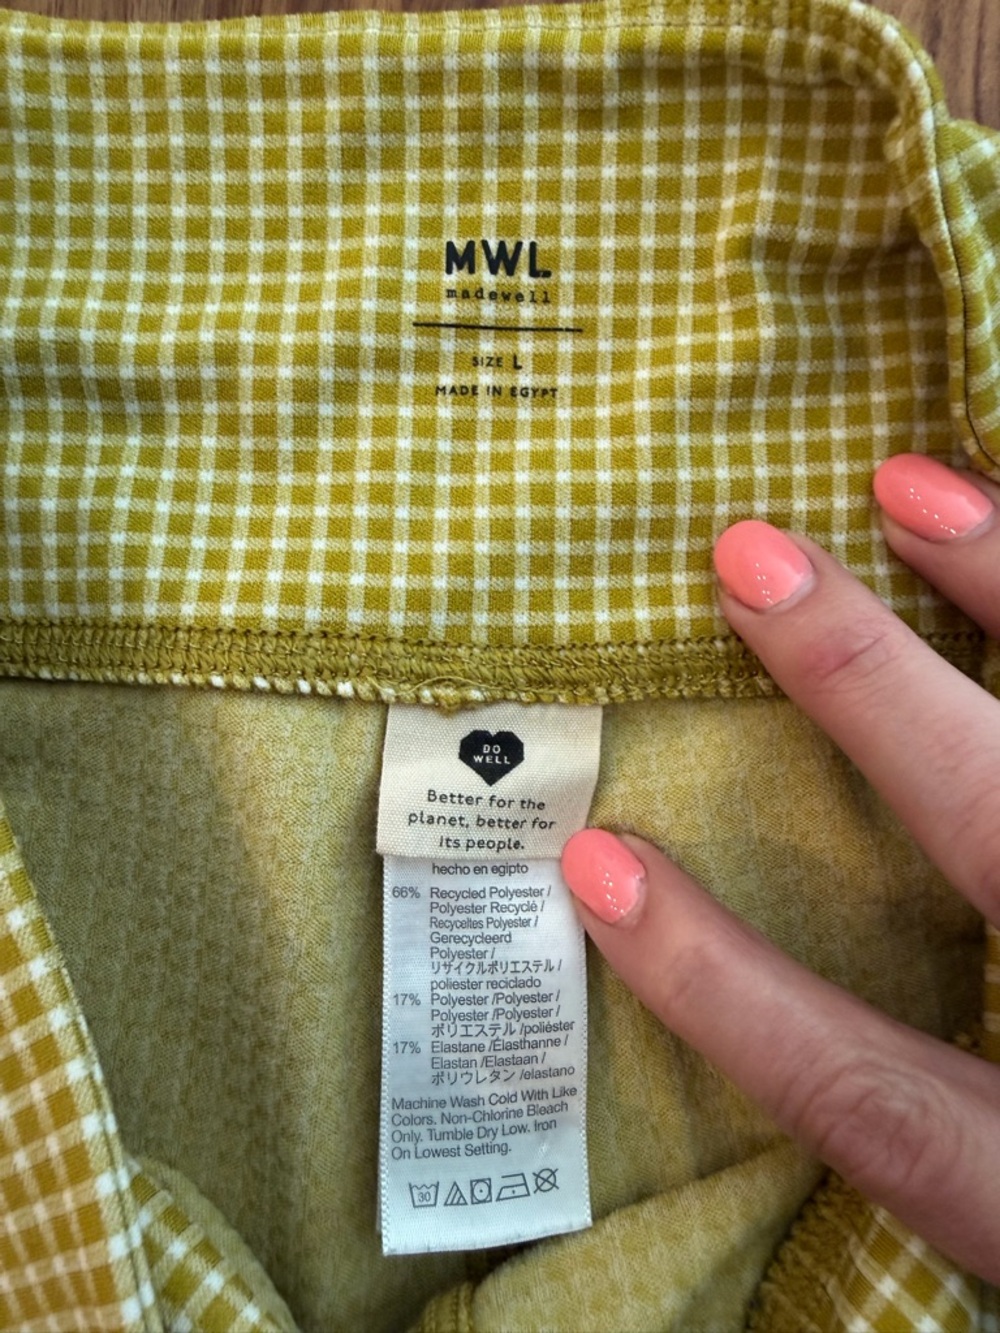 MWL
madewell
SIZE L
MADE IN EGYPT
DO
WELL
Better for the
planet, better for
its people.
hecho en egipto
66% Recycled Polyester /
Polyester Recyclé /
Recyceltes Polyester /
Gerecycleerd
Polyester /
リサイクルポリエステル /
poliester reciclado
17% Polyester /Polyester /
Polyester /Polyester /
ポリエステル /poliéster
17% Elastane /Élasthanne /
Elastan /Elastaan /
ポリウレタン /elastano
Machine Wash Cold With Like
Colors. Non-Chlorine Bleach
Only. Tumble Dry Low. Iron
On Lowest Setting.
30